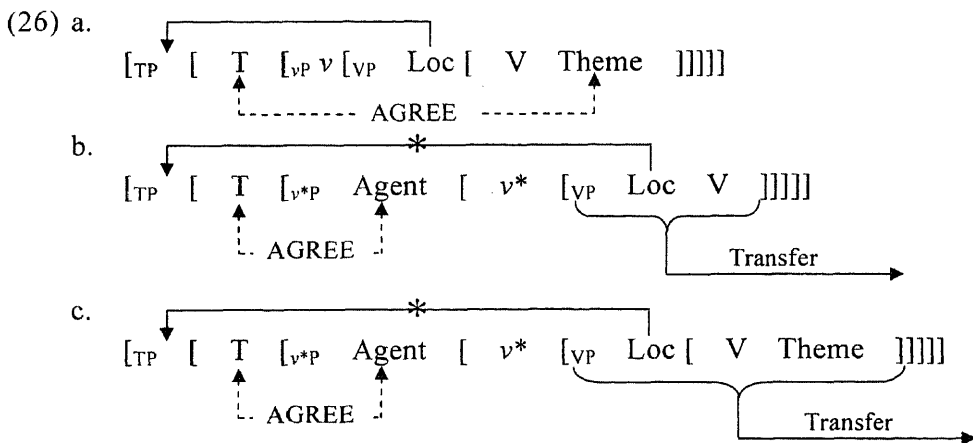 (26) a.
[TP [ T [vP v [VP Loc [ V Theme ]]]]]
AGREE
b. *
[TP [ T [v*P Agent [ v* [VP Loc V ]]]]]
AGREE
Transfer
c. *
[TP [ T [v*P Agent [ v* [VP Loc [ V Theme ]]]]]
AGREE
Transfer